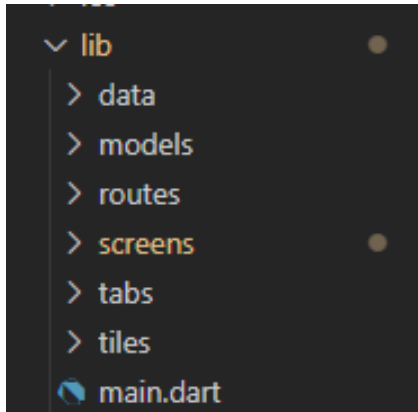 lib
data
models
routes
screens
tabs
tiles
main.dart